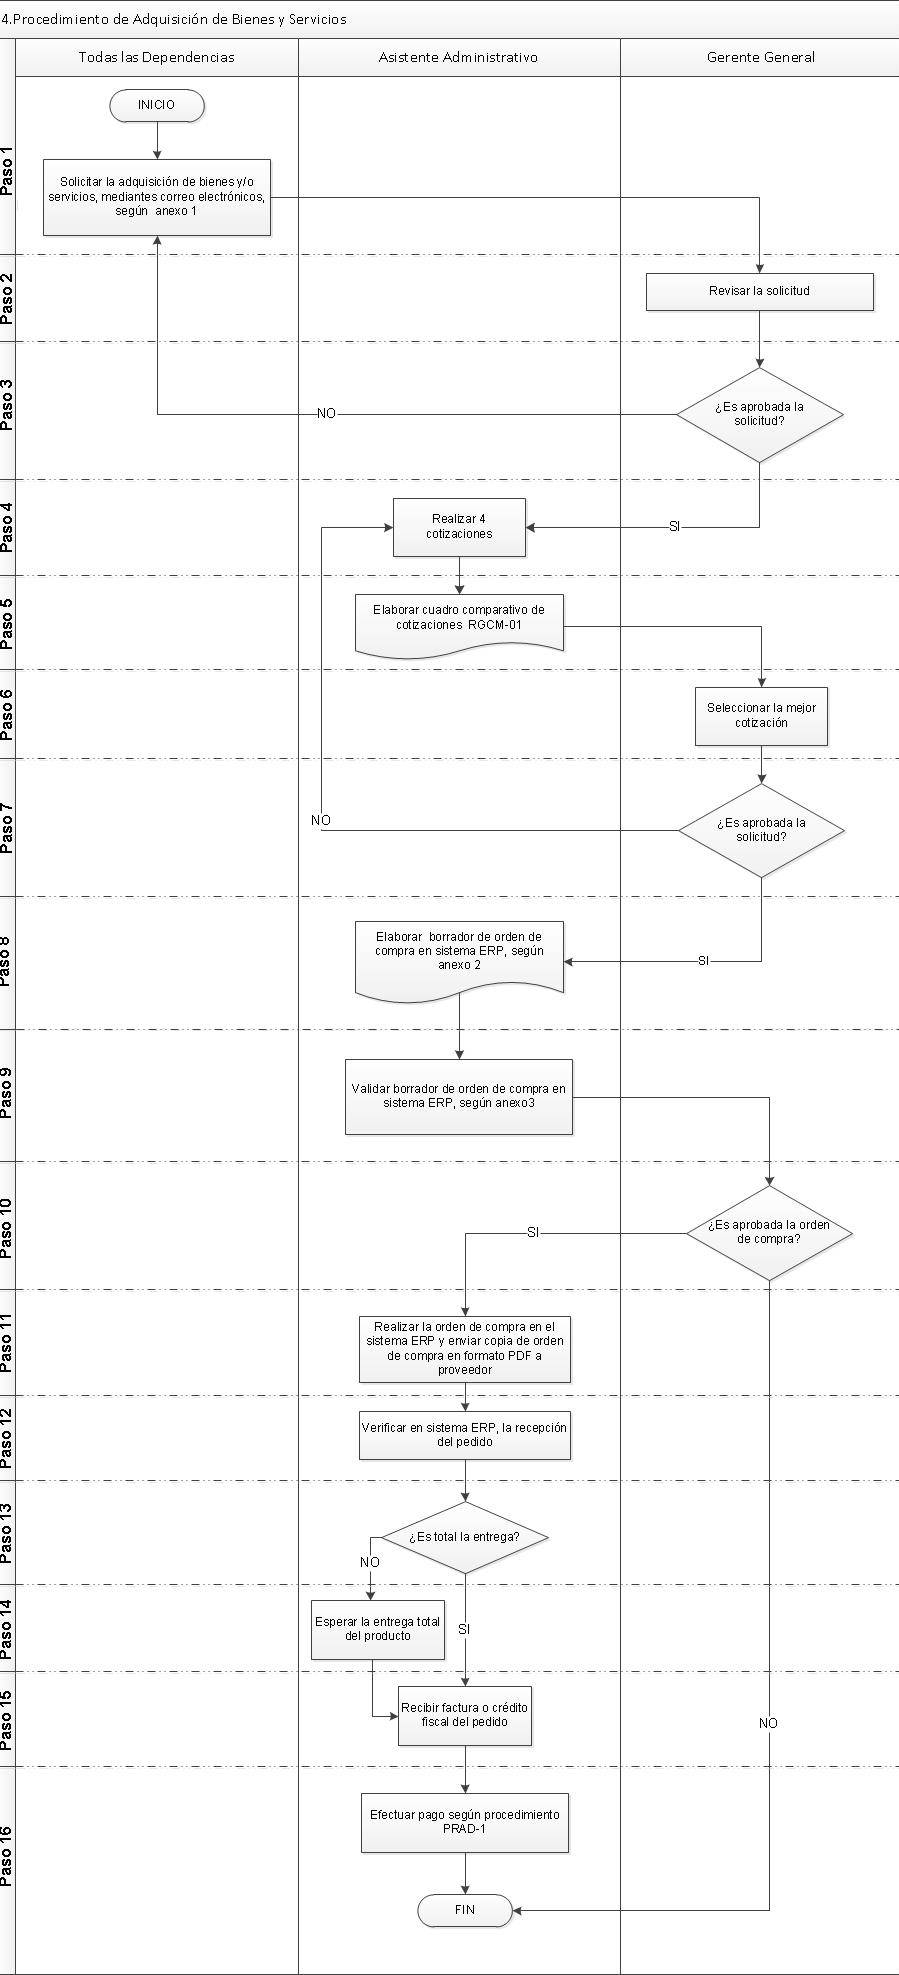 4.Procedimiento de Adquisición de Bienes y Servicios
Todas las Dependencias
Asistente Administrativo
Gerente General
Paso 1
INICIO
Solicitar la adquisición de bienes y/o
servicios, mediantes correo electrónicos,
según anexo 1
Paso 2
Revisar la solicitud
Paso 3
¿Es aprobada la
solicitud?
NO
Paso 4
Realizar 4
cotizaciones
SI
Paso 5
Elaborar cuadro comparativo de
cotizaciones RGCM-01
Paso 6
Seleccionar la mejor
cotización
Paso 7
¿Es aprobada la
solicitud?
NO
Paso 8
Elaborar borrador de orden de
compra en sistema ERP, según
anexo 2
SI
Paso 9
Validar borrador de orden de compra en
sistema ERP, según anexo3
Paso 10
¿Es aprobada la orden
de compra?
SI
Paso 11
Realizar la orden de compra en el
sistema ERP y enviar copia de orden
de compra en formato PDF a
proveedor
Paso 12
Verificar en sistema ERP, la recepción
del pedido
Paso 13
¿Es total la entrega?
NO
Paso 14
Esperar la entrega total
del producto
SI
Paso 15
Recibir factura o crédito
fiscal del pedido
NO
Paso 16
Efectuar pago según procedimiento
PRAD-1
FIN